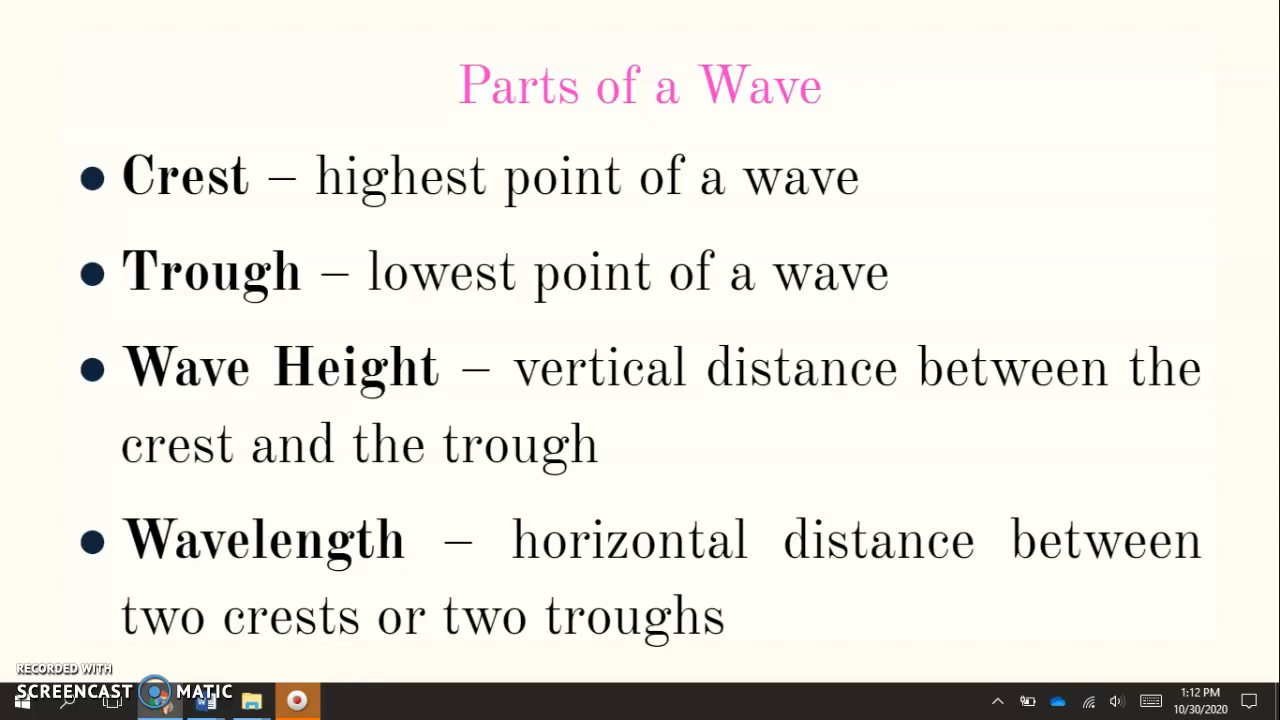 Parts of a Wave
● Crest – highest point of a wave
● Trough – lowest point of a wave
● Wave Height – vertical distance between the
crest and the trough
● Wavelength – horizontal distance between
two crests or two troughs
RECORDED WITH
SCREENCAST MATIC
1:12 PM
10/30/2020